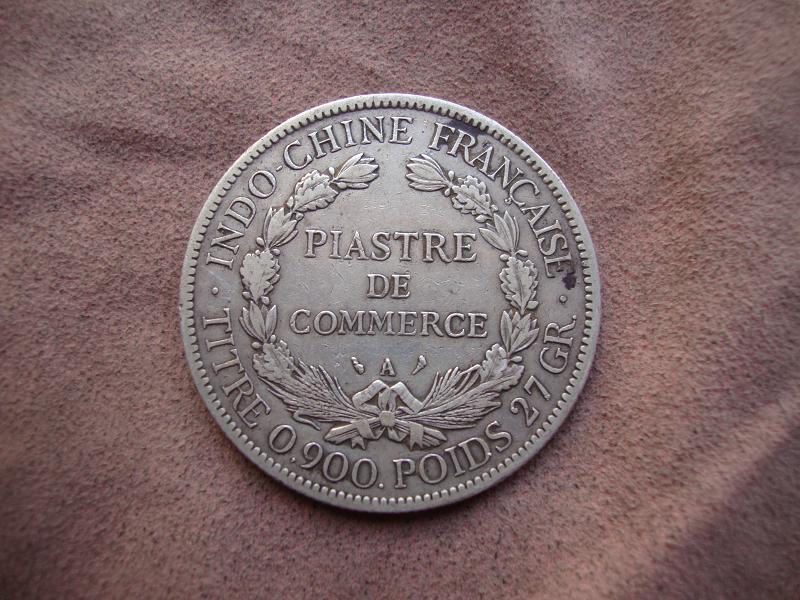 · INDO-CHINE FRANÇAISE ·
PIASTRE
DE
COMMERCE
A
TITRE 0,900. POIDS 27 GR.